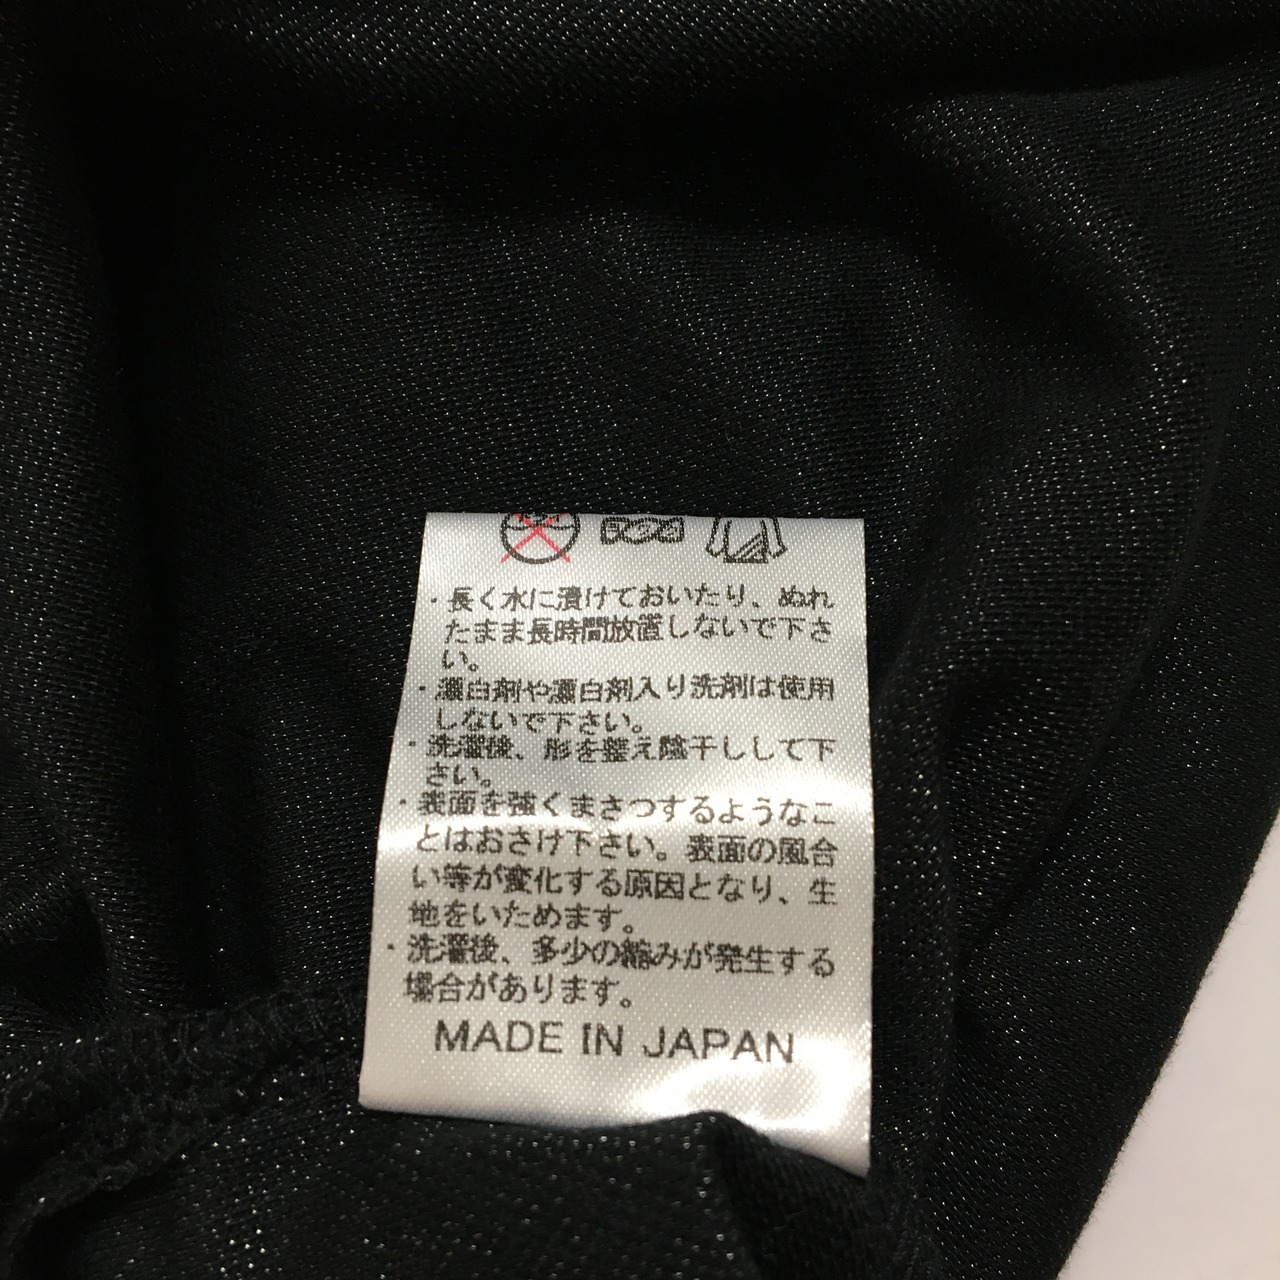 ・長く水に漬けておいたり、ぬれ
たまま長時間放置しないで下さ
い。
・漂白剤や漂白剤入り洗剤は使用
しないで下さい。
・洗濯後、形を整え陰干しして下
さい。
・表面を強くまさつするようなこ
とはおさけ下さい。表面の風合
い等が変化する原因となり、生
地をいためます。
・洗濯後、多少の縮みが発生する
場合があります。
MADE IN JAPAN